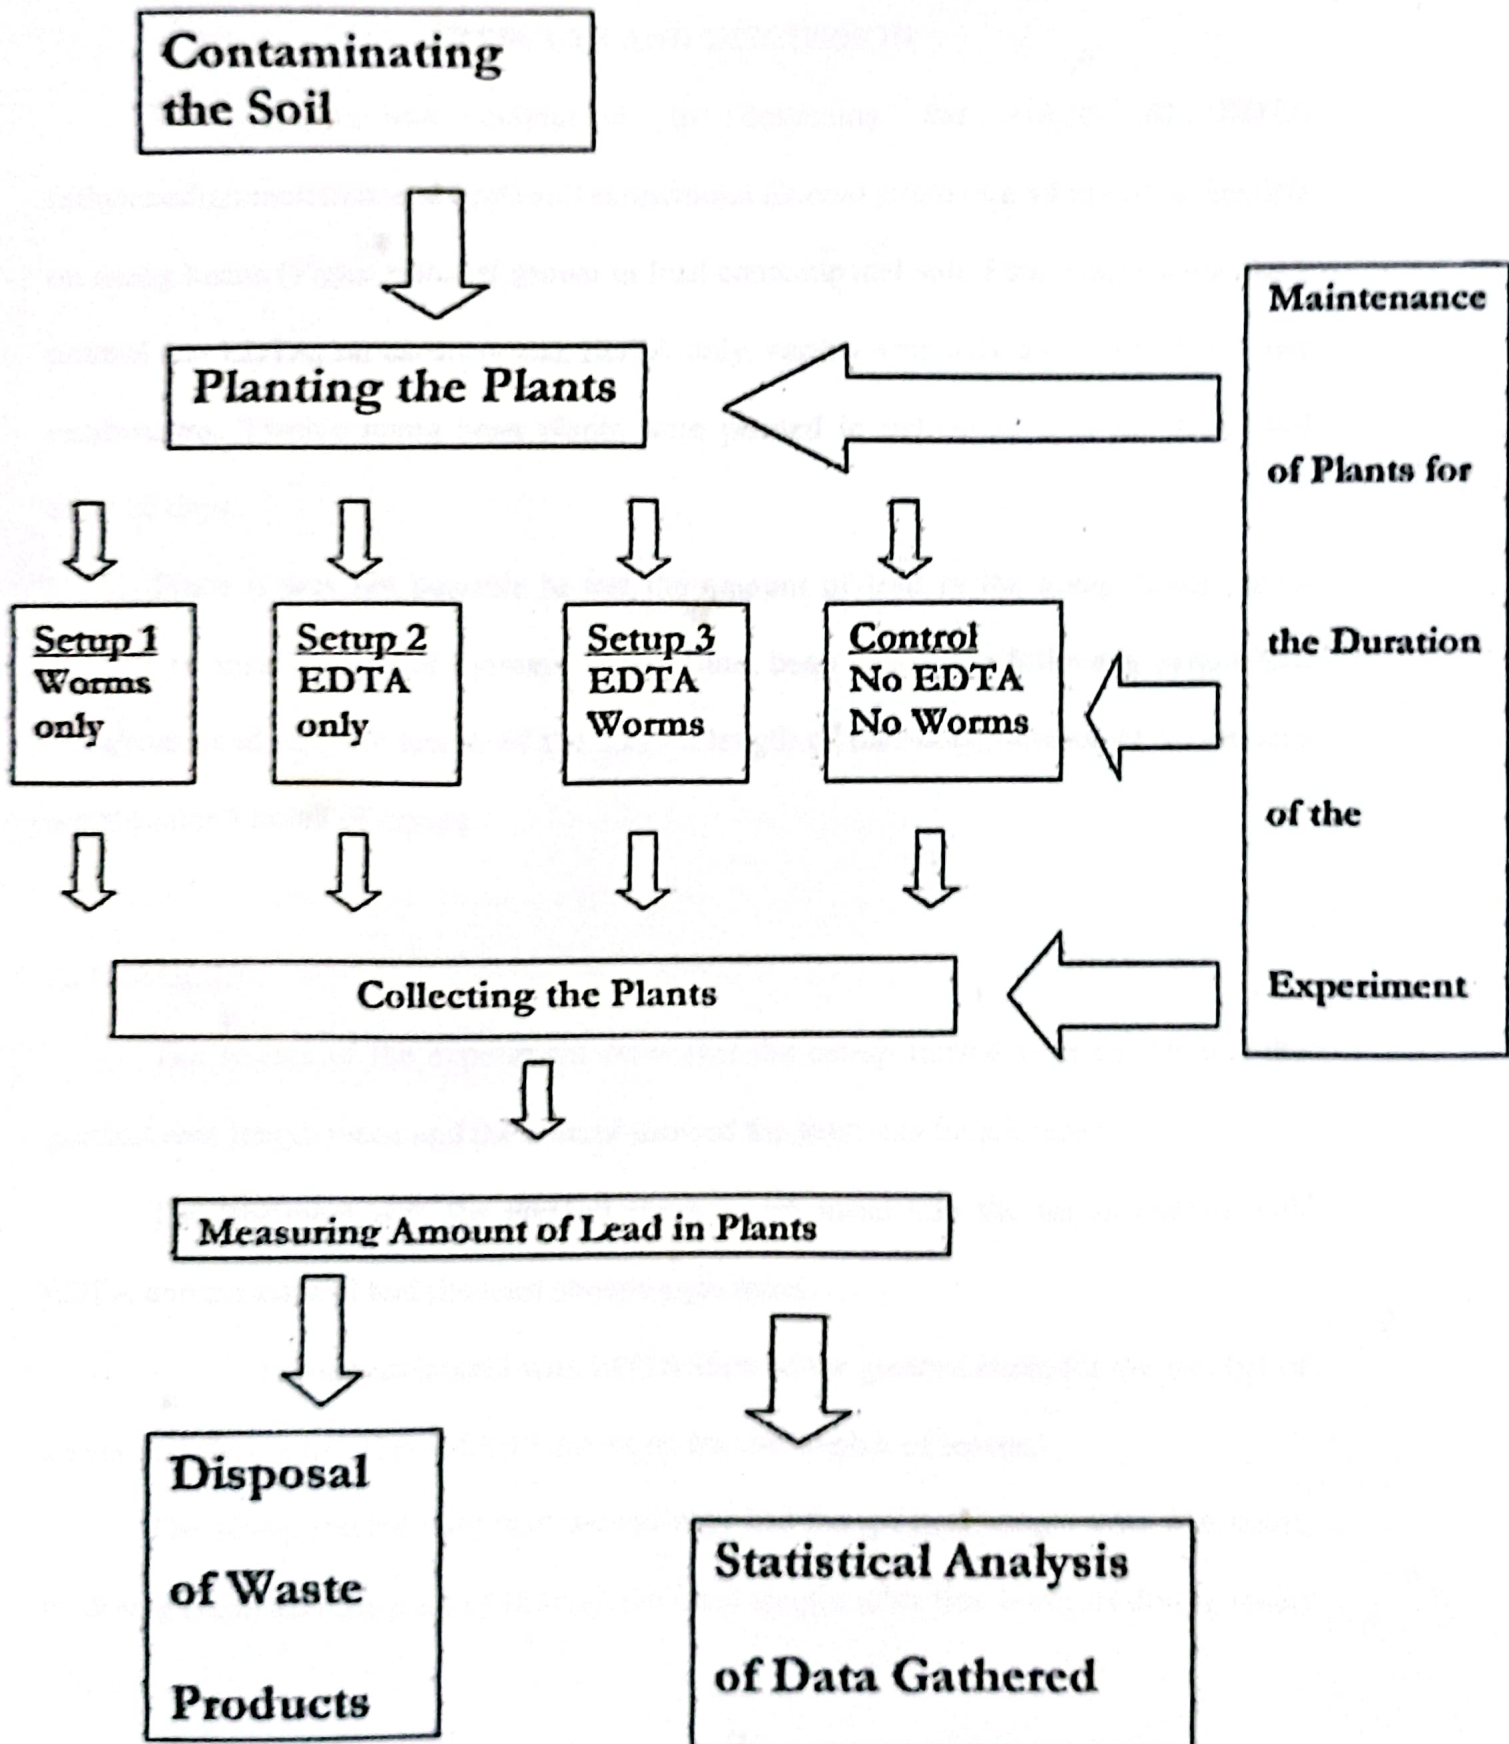 Contaminating
the Soil
Planting the Plants
Maintenance
of Plants for
the Duration
of the
Experiment
Setup 1
Worms
only
Setup 2
EDTA
only
Setup 3
EDTA
Worms
Control
No EDTA
No Worms
Collecting the Plants
Measuring Amount of Lead in Plants
Disposal
of Waste
Products
Statistical Analysis
of Data Gathered